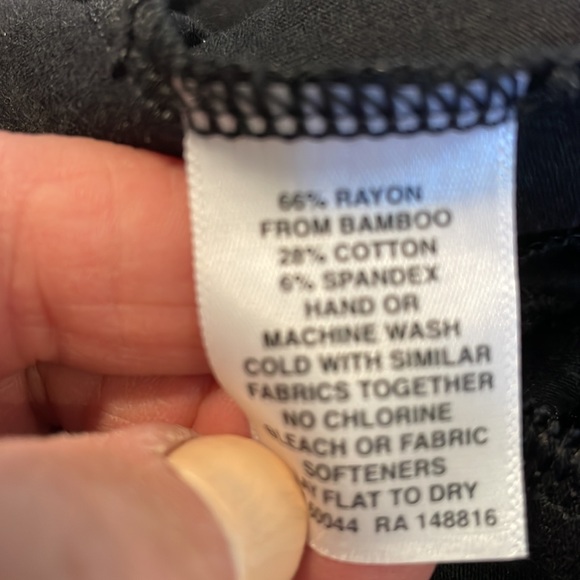 66% RAYON
FROM BAMBOO
28% COTTON
6% SPANDEX
HAND OR
MACHINE WASH
COLD WITH SIMILAR
FABRICS TOGETHER
NO CHLORINE
BLEACH OR FABRIC
SOFTENERS
FLAT TO DRY
RA 148816